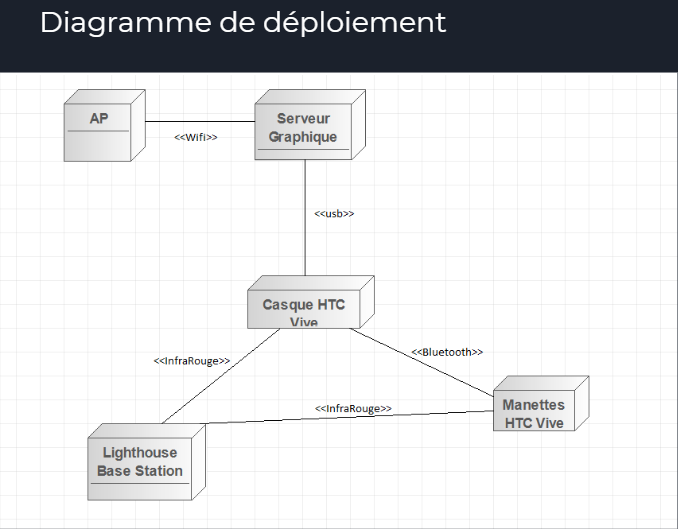 Diagramme de déploiement
AP
<<Wifi>>
Serveur
Graphique
<<usb>>
Casque HTC
Vive
<<InfraRouge>>
<<Bluetooth>>
<<InfraRouge>>
Manettes
HTC Vive
Lighthouse
Base Station